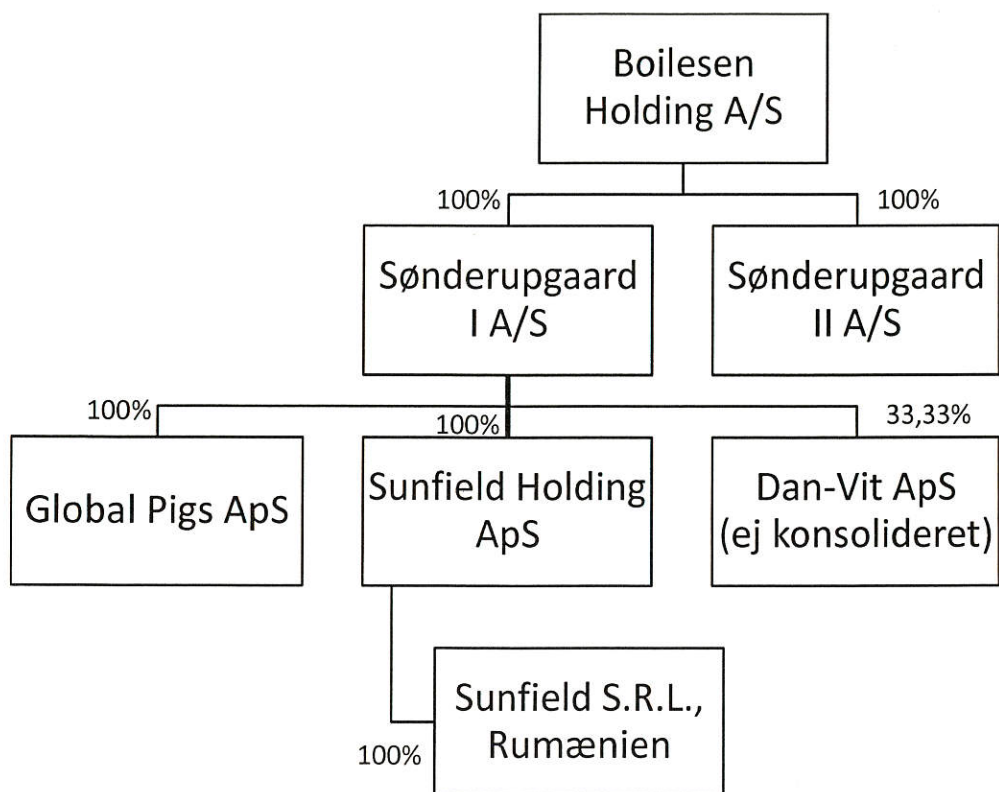 Boilesen
Holding A/S
100%
100%
Sønderupgaard
I A/S
Sønderupgaard
II A/S
100%
100%
33,33%
Global Pigs ApS
Sunfield Holding
ApS
Dan-Vit ApS
(ej konsolideret)
100%
Sunfield S.R.L.,
Rumænien